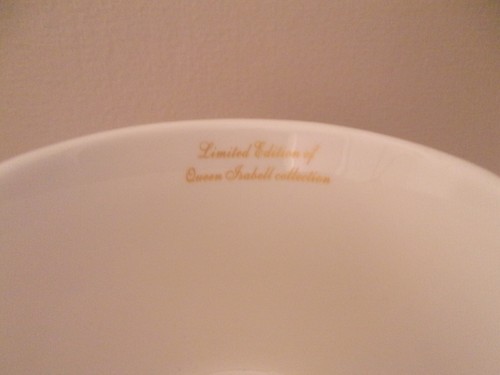 Limited Edition of
Queen Isabell collection